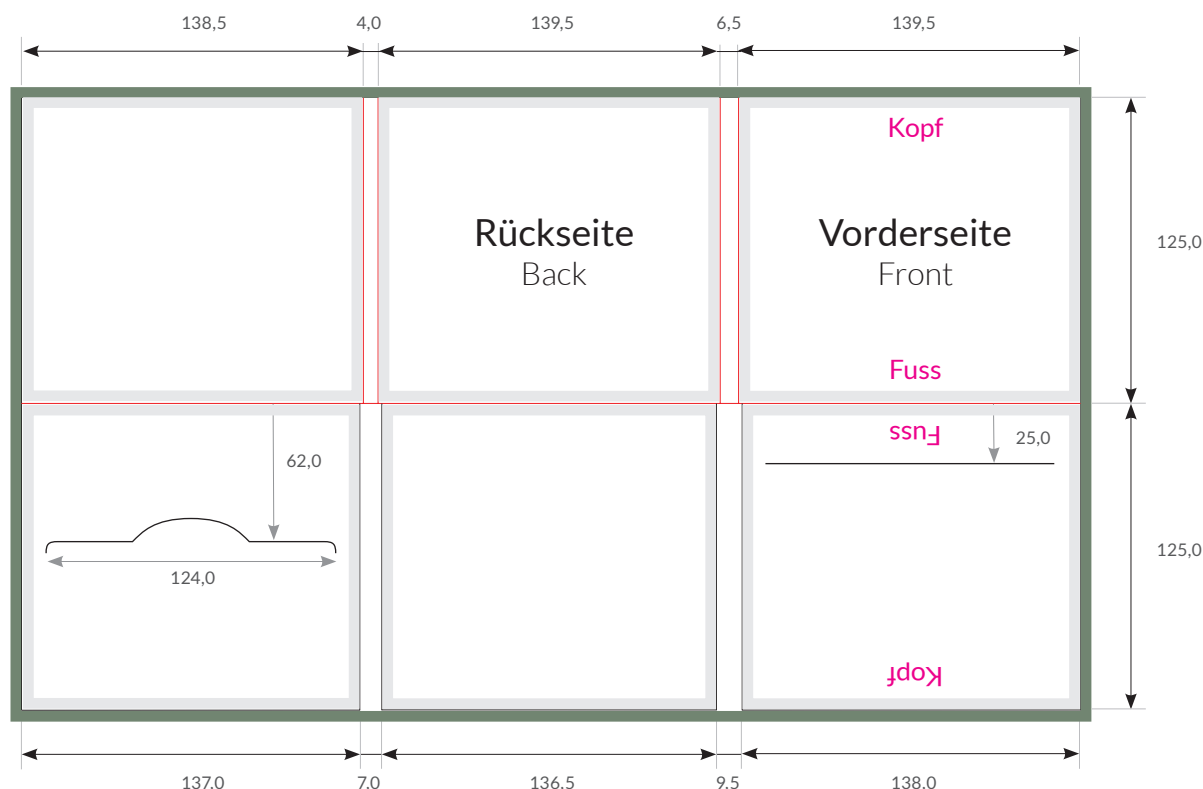 138,5
4,0
139,5
6,5
139,5
Kopf
Rückseite
Back
Vorderseite
Front
125,0
Fuss
Fuss
25,0
62,0
124,0
125,0
Kopf
137.0
7.0
136.5
9.5
138.0